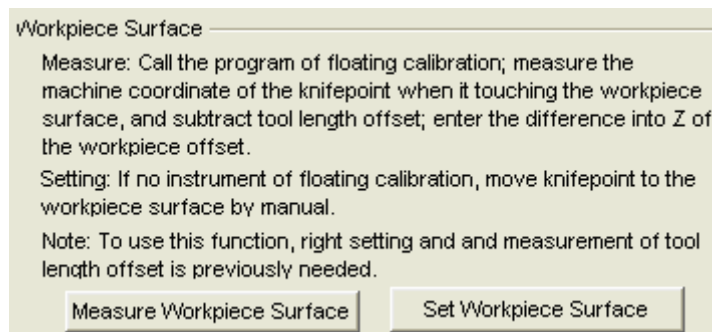 Workpiece Surface
Measure: Call the program of floating calibration; measure the
machine coordinate of the knifepoint when it touching the workpiece
surface, and subtract tool length offset; enter the difference into Z of
the workpiece offset.
Setting: If no instrument of floating calibration, move knifepoint to the
workpiece surface by manual.
Note: To use this function, right setting and and measurement of tool
length offset is previously needed.
Measure Workpiece Surface
Set Workpiece Surface